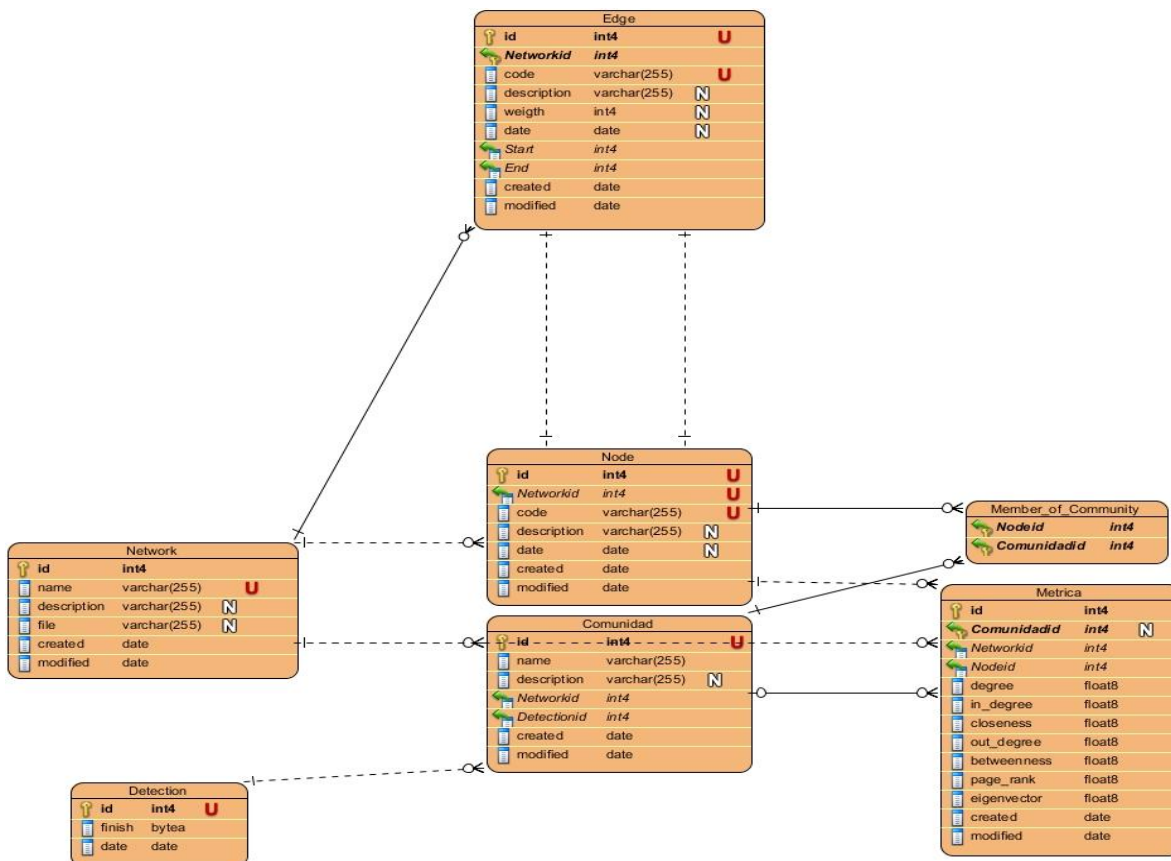 Edge
id int4 U
Networkid int4
code varchar(255) U
description varchar(255) N
weigth int4 N
date date N
Start int4
End int4
created date
modified date
Node
id int4 U
Networkid int4 U
code varchar(255) U
description varchar(255) N
date date N
created date
modified date
Member_of_Community
Nodeid int4
Comunidadid int4
Network
id int4
name varchar(255) U
description varchar(255) N
file varchar(255) N
created date
modified date
Metrica
id int4
Comunidadid int4 N
Networkid int4
Nodeid int4
degree float8
in_degree float8
closeness float8
out_degree float8
betweenness float8
page_rank float8
eigenvector float8
created date
modified date
Comunidad
id int4 U
name varchar(255)
description varchar(255) N
Networkid int4
Detectionid int4
created date
modified date
Detection
id int4 U
finish bytea
date date